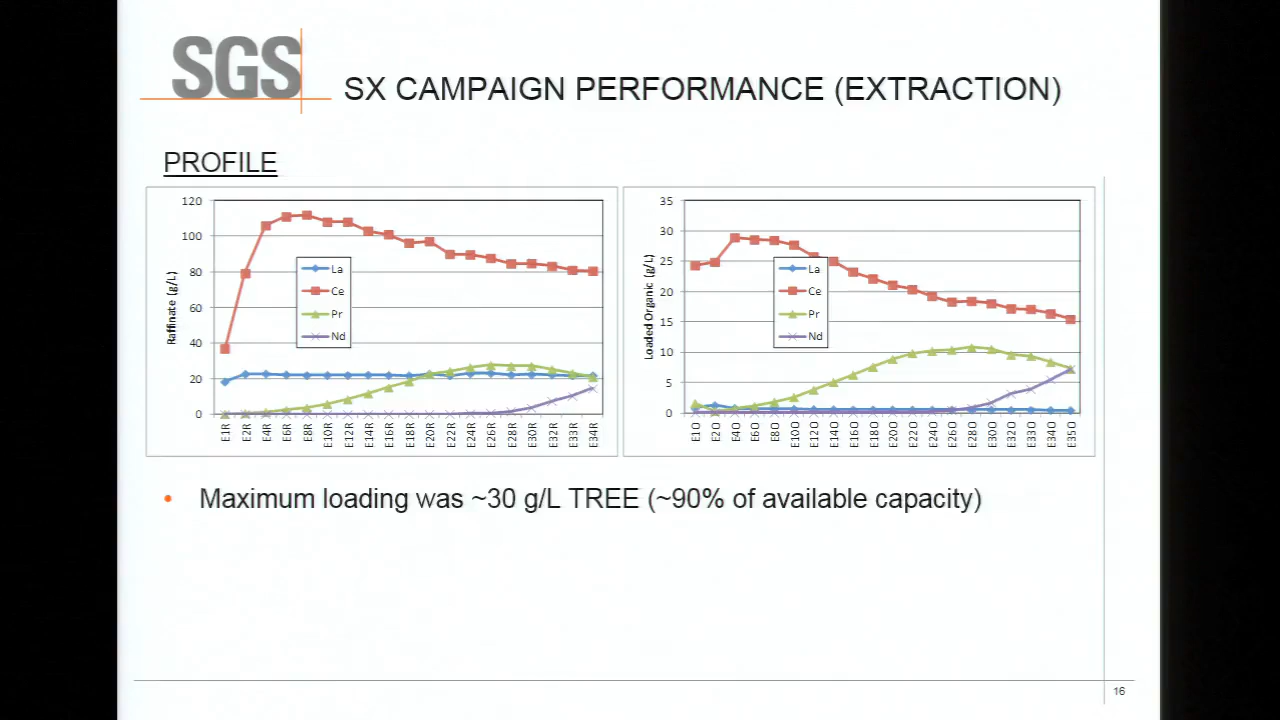 SGS
SX CAMPAIGN PERFORMANCE (EXTRACTION)
PROFILE
120
100
80
60
40
20
0
Raffinate (g/L)
La
Ce
Pr
Nd
E1R E2R E4R E6R E8R E10R E12R E14R E16R E18R E20R E22R E24R E26R E28R E30R E32R E33R E34R
35
30
25
20
15
10
5
0
Loaded Organic (g/L)
La
Ce
Pr
Nd
E1O E2O E4O E6O E8O E10O E12O E14O E16O E18O E20O E22O E24O E26O E28O E30O E32O E33O E34O E35O
• Maximum loading was ~30 g/L TREE (~90% of available capacity)
16